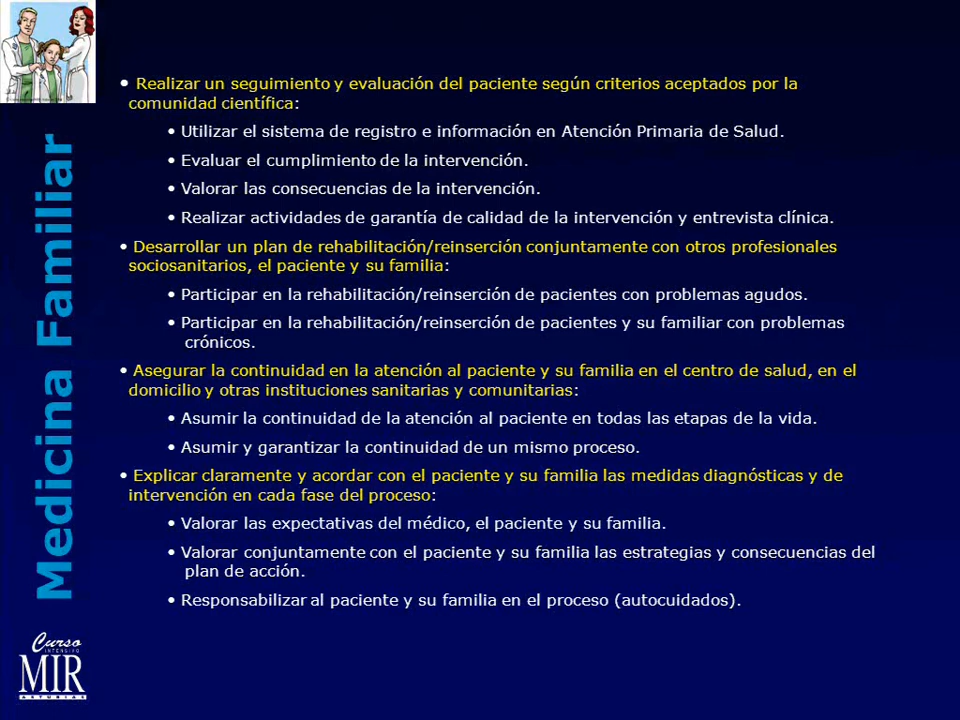 • Realizar un seguimiento y evaluación del paciente según criterios aceptados por la
comunidad científica:
• Utilizar el sistema de registro e información en Atención Primaria de Salud.
• Evaluar el cumplimiento de la intervención.
• Valorar las consecuencias de la intervención.
• Realizar actividades de garantía de calidad de la intervención y entrevista clínica.
• Desarrollar un plan de rehabilitación/reinserción conjuntamente con otros profesionales
sociosanitarios, el paciente y su familia:
• Participar en la rehabilitación/reinserción de pacientes con problemas agudos.
• Participar en la rehabilitación/reinserción de pacientes y su familiar con problemas
crónicos.
• Asegurar la continuidad en la atención al paciente y su familia en el centro de salud, en el
domicilio y otras instituciones sanitarias y comunitarias:
• Asumir la continuidad de la atención al paciente en todas las etapas de la vida.
• Asumir y garantizar la continuidad de un mismo proceso.
• Explicar claramente y acordar con el paciente y su familia las medidas diagnósticas y de
intervención en cada fase del proceso:
• Valorar las expectativas del médico, el paciente y su familia.
• Valorar conjuntamente con el paciente y su familia las estrategias y consecuencias del
plan de acción.
• Responsabilizar al paciente y su familia en el proceso (autocuidados).
Medicina Familiar
Curso
INTENSIVO
MIR
ASTURIAS